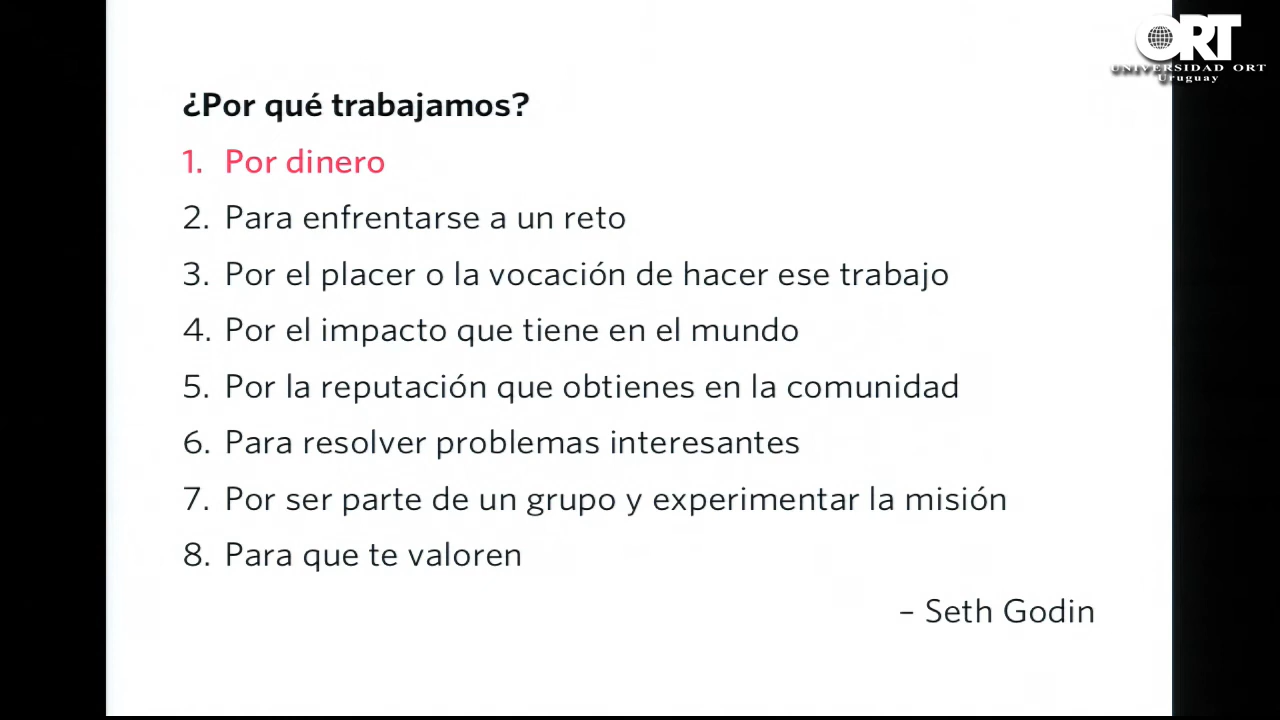 ORT
UNIVERSIDAD ORT
Uruguay
¿Por qué trabajamos?
1. Por dinero
2. Para enfrentarse a un reto
3. Por el placer o la vocación de hacer ese trabajo
4. Por el impacto que tiene en el mundo
5. Por la reputación que obtienes en la comunidad
6. Para resolver problemas interesantes
7. Por ser parte de un grupo y experimentar la misión
8. Para que te valoren
– Seth Godin